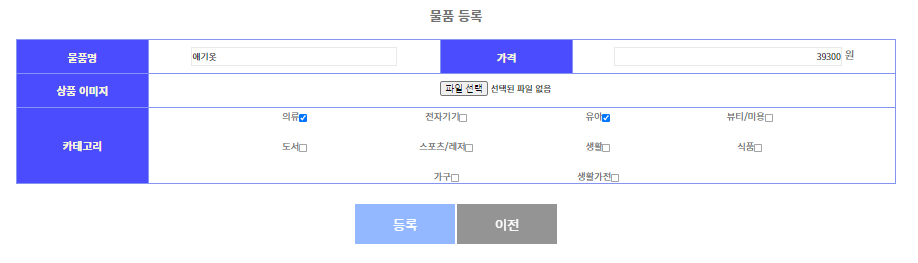 물품 등록
물품명 애기옷 가격 39300 원
상품 이미지 파일 선택 선택된 파일 없음
의류 전자기기 유아 뷰티/미용
카테고리 도서 스포츠/레저 생활 식품
가구 생활가전
등록 이전